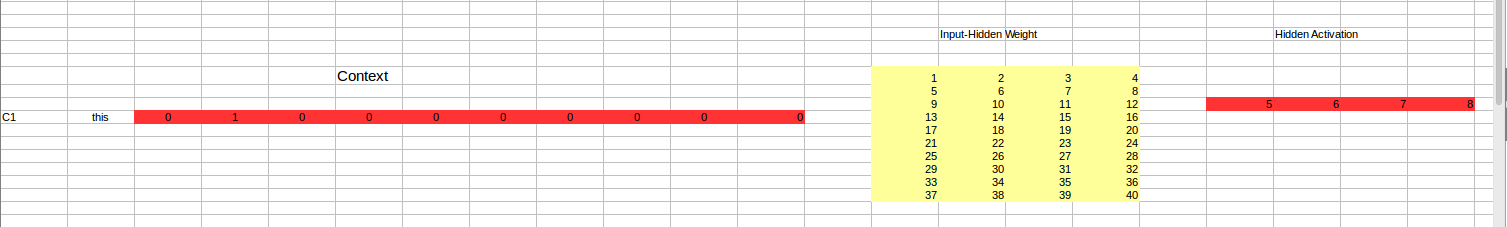 Input-Hidden Weight Hidden Activation
Context
1 2 3 4
5 6 7 8
9 10 11 12 5 6 7 8
C1 this 0 1 0 0 0 0 0 0 0 0 13 14 15 16
17 18 19 20
21 22 23 24
25 26 27 28
29 30 31 32
33 34 35 36
37 38 39 40